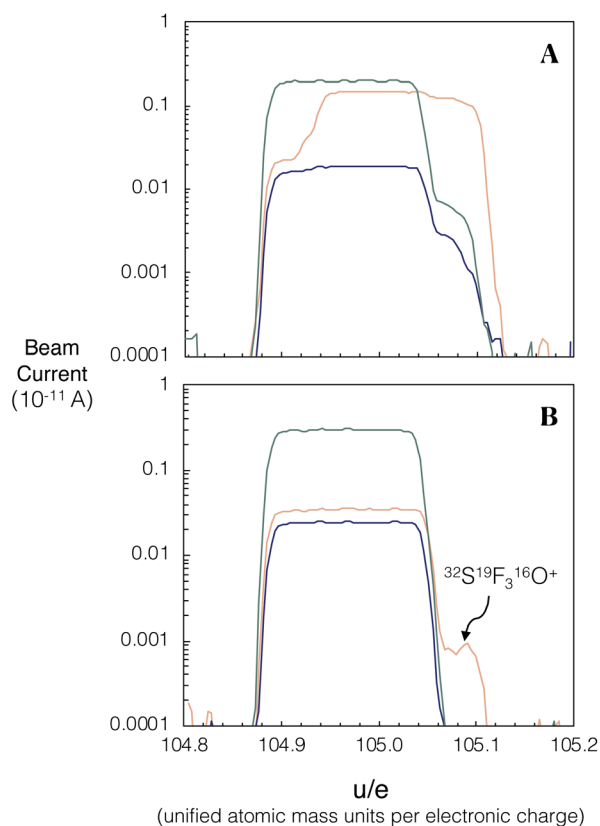 1
A
0.1
0.01
0.001
0.0001
Beam
Current
(10⁻¹¹ A)
1
B
0.1
0.01
³²S¹⁹F₃¹⁶O⁺
0.001
0.0001
104.8 104.9 105.0 105.1 105.2
u/e
(unified atomic mass units per electronic charge)